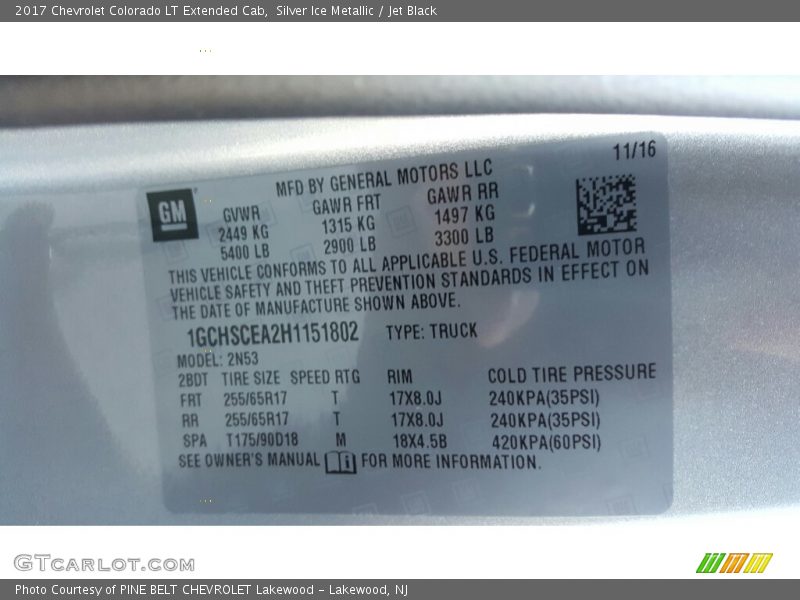 2017 Chevrolet Colorado LT Extended Cab,  Silver Ice Metallic / Jet Black
11/16
MFD BY GENERAL MOTORS LLC
GM
GVWR GAWR FRT GAWR RR
2449 KG 1315 KG 1497 KG
5400 LB 2900 LB 3300 LB
THIS VEHICLE CONFORMS TO ALL APPLICABLE U.S. FEDERAL MOTOR
VEHICLE SAFETY AND THEFT PREVENTION STANDARDS IN EFFECT ON
THE DATE OF MANUFACTURE SHOWN ABOVE.
1GCHSCEA2H1151802 TYPE: TRUCK
MODEL: 2N53
2BDT TIRE SIZE SPEED RTG RIM COLD TIRE PRESSURE
FRT 255/65R17 T 17X8.0J 240KPA(35PSI)
RR 255/65R17 T 17X8.0J 240KPA(35PSI)
SPA T175/90D18 M 18X4.5B 420KPA(60PSI)
SEE OWNER'S MANUAL FOR MORE INFORMATION.
GTCARLOT.COM
Photo Courtesy of PINE BELT CHEVROLET Lakewood - Lakewood, NJ